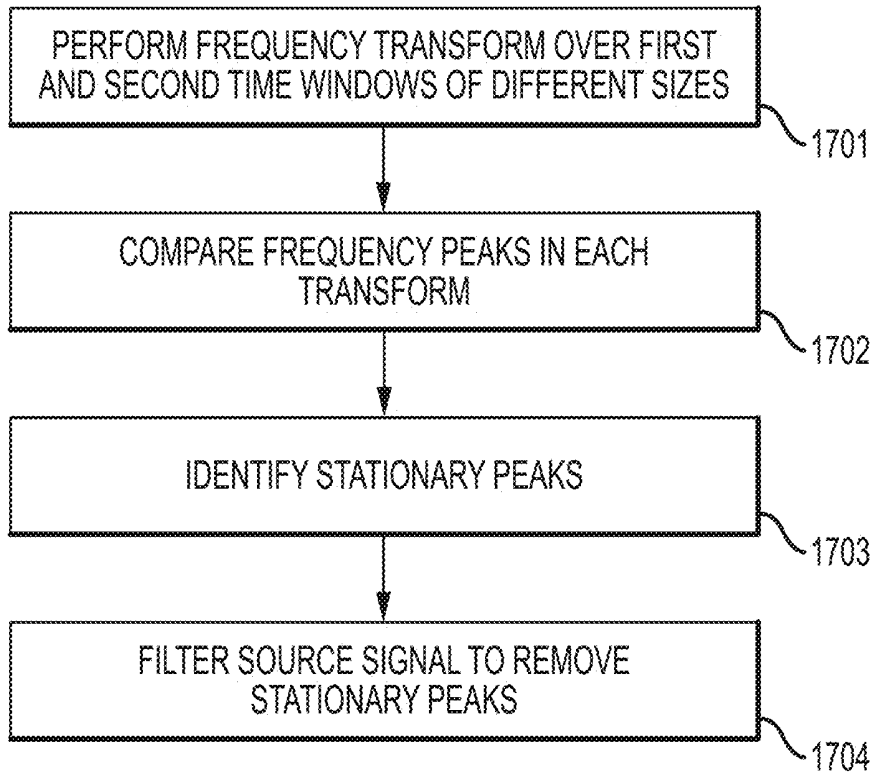 PERFORM FREQUENCY TRANSFORM OVER FIRST
AND SECOND TIME WINDOWS OF DIFFERENT SIZES
1701
COMPARE FREQUENCY PEAKS IN EACH
TRANSFORM
1702
IDENTIFY STATIONARY PEAKS
1703
FILTER SOURCE SIGNAL TO REMOVE
STATIONARY PEAKS
1704